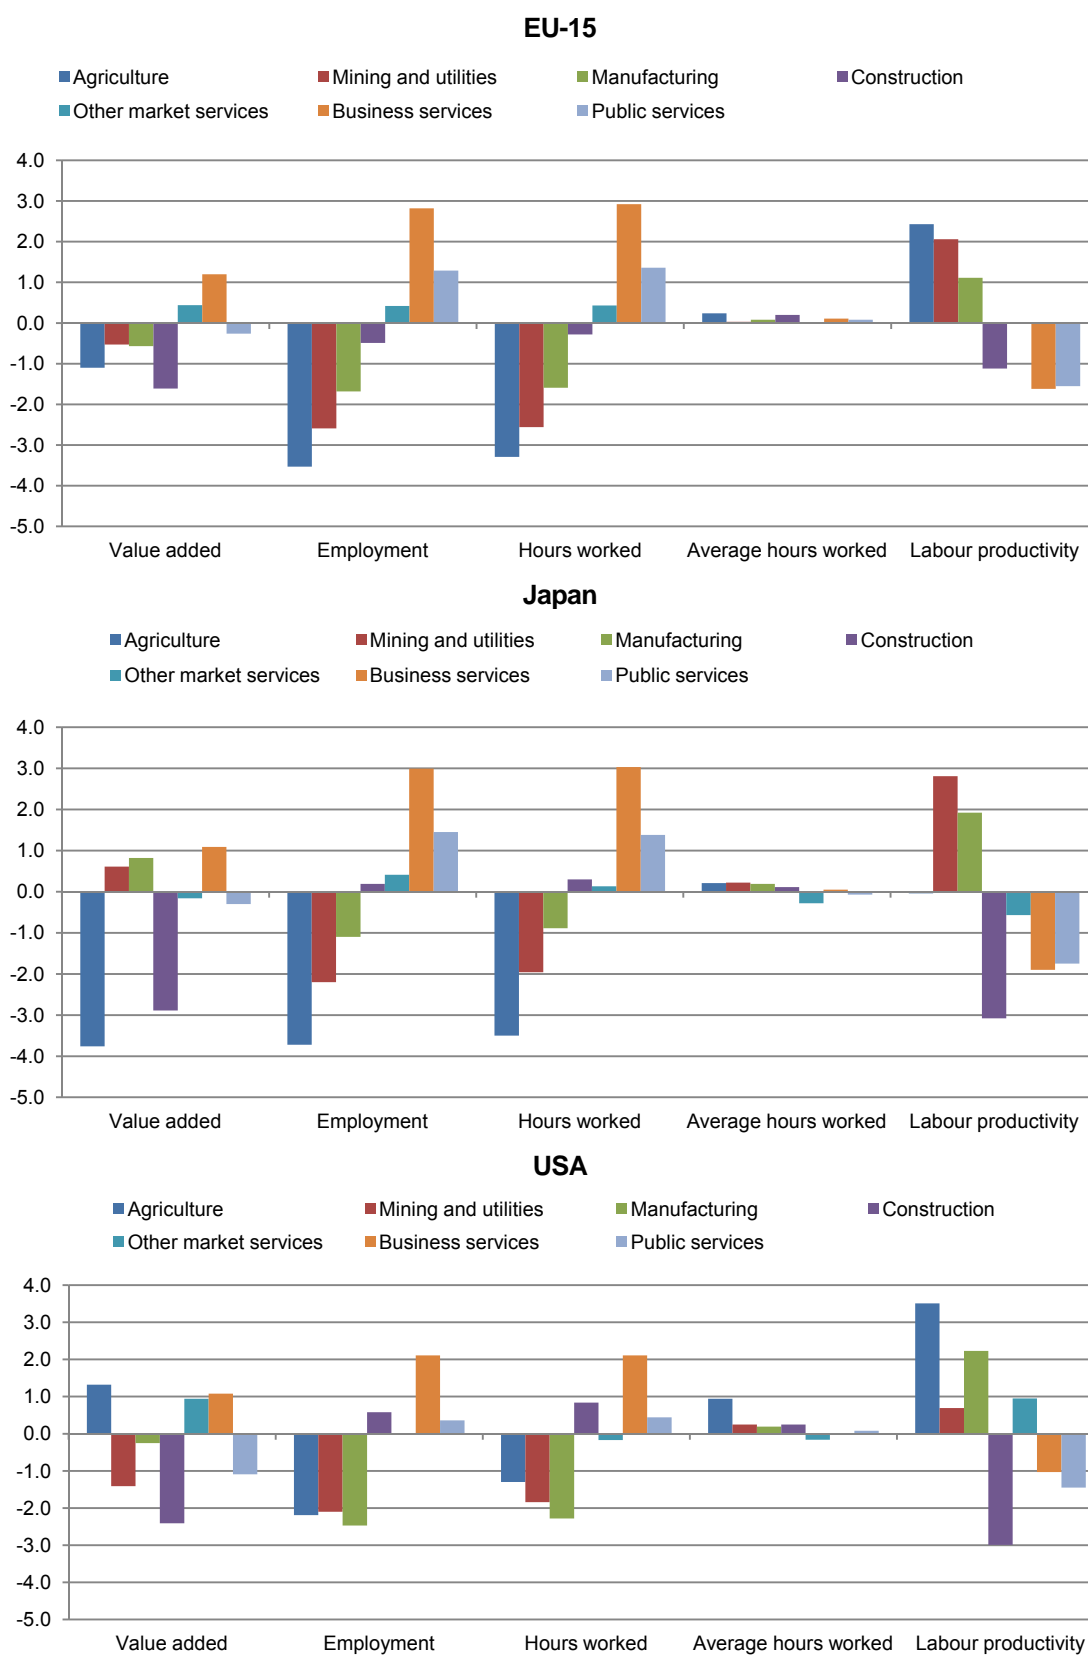 EU-15
Agriculture Mining and utilities Manufacturing Construction
Other market services Business services Public services
4.0
3.0
2.0
1.0
0.0
-1.0
-2.0
-3.0
-4.0
-5.0
Value added Employment Hours worked Average hours worked Labour productivity
Japan
Agriculture Mining and utilities Manufacturing Construction
Other market services Business services Public services
4.0
3.0
2.0
1.0
0.0
-1.0
-2.0
-3.0
-4.0
-5.0
Value added Employment Hours worked Average hours worked Labour productivity
USA
Agriculture Mining and utilities Manufacturing Construction
Other market services Business services Public services
4.0
3.0
2.0
1.0
0.0
-1.0
-2.0
-3.0
-4.0
-5.0
Value added Employment Hours worked Average hours worked Labour productivity